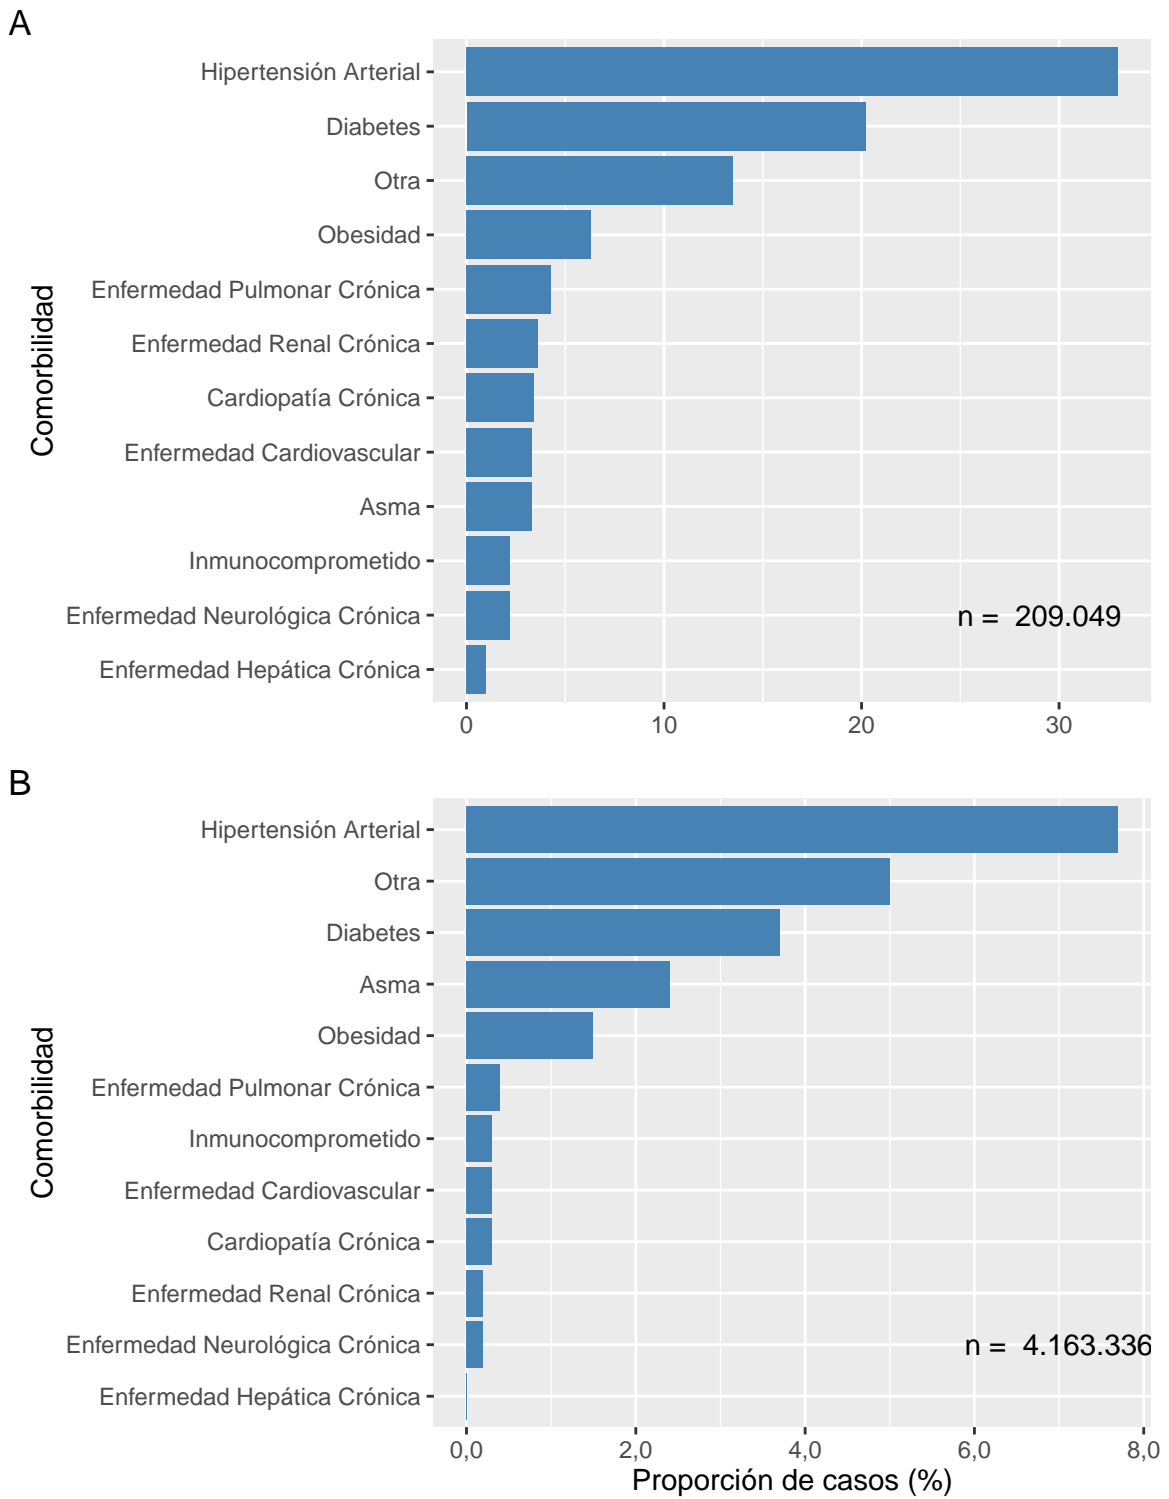 A
Hipertensión Arterial
Diabetes
Otra
Obesidad
Enfermedad Pulmonar Crónica
Enfermedad Renal Crónica
Cardiopatía Crónica
Enfermedad Cardiovascular
Asma
Inmunocomprometido
Enfermedad Neurológica Crónica
Enfermedad Hepática Crónica
Comorbilidad
n = 209.049
0 10 20 30
B
Hipertensión Arterial
Otra
Diabetes
Asma
Obesidad
Enfermedad Pulmonar Crónica
Inmunocomprometido
Enfermedad Cardiovascular
Cardiopatía Crónica
Enfermedad Renal Crónica
Enfermedad Neurológica Crónica
Enfermedad Hepática Crónica
Comorbilidad
n = 4.163.336
0,0 2,0 4,0 6,0 8,0
Proporción de casos (%)